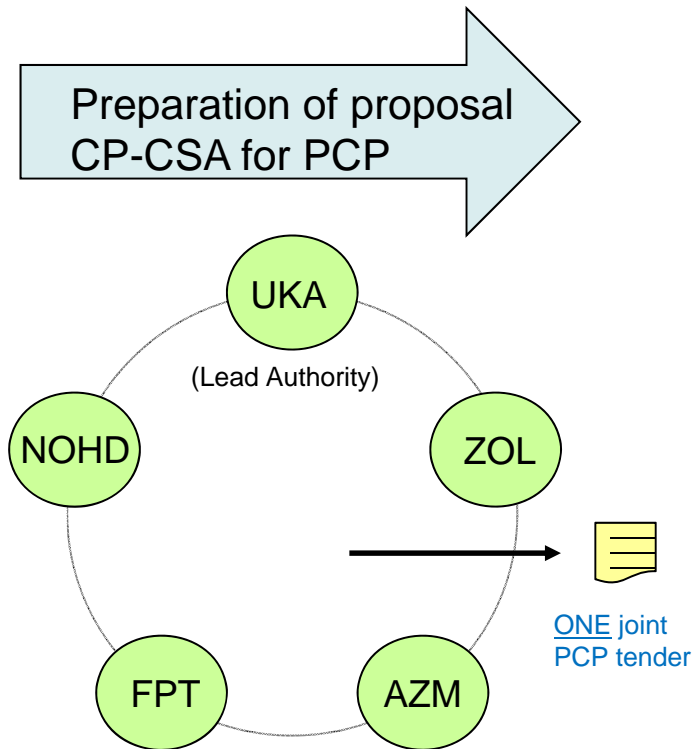 Preparation of proposal
CP-CSA for PCP
UKA
(Lead Authority)
NOHD
ZOL
ONE joint
PCP tender
FPT
AZM